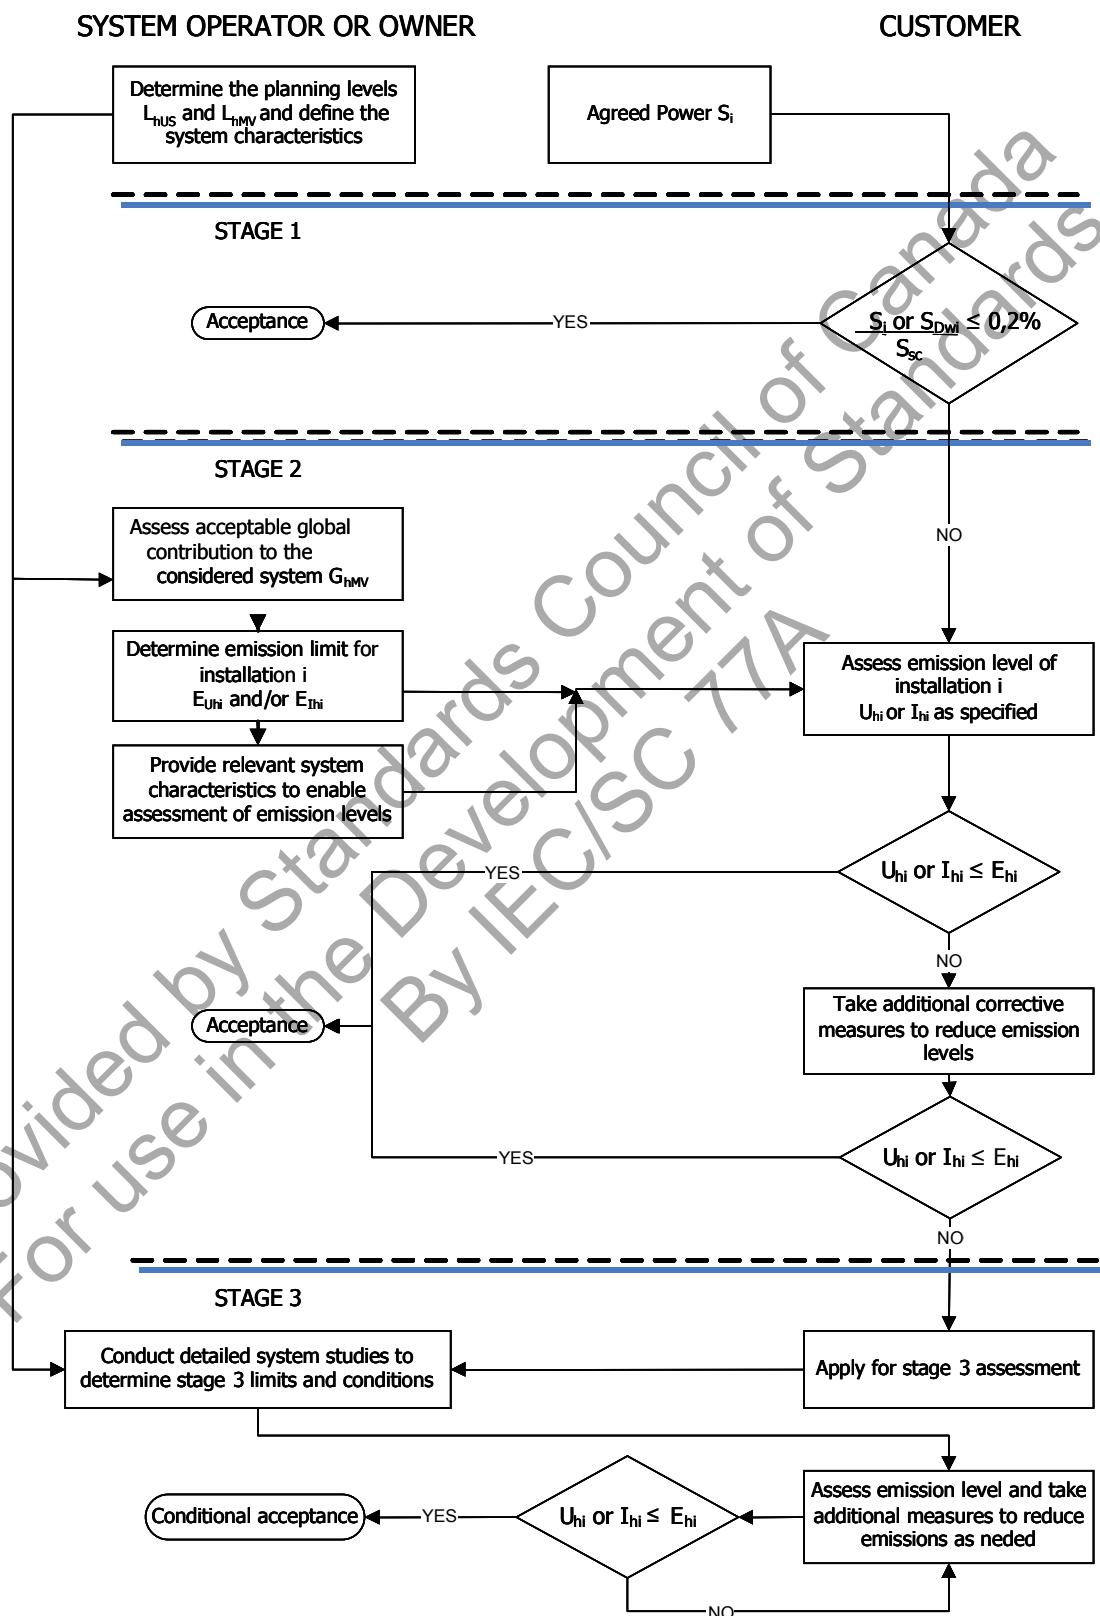 SYSTEM OPERATOR OR OWNER
CUSTOMER
Determine the planning levels
LhUS and LhMV and define the
system characteristics
Agreed Power Si
STAGE 1
Acceptance
YES
Si or SDwi ≤ 0,2%
Ssc
STAGE 2
Assess acceptable global
contribution to the
considered system GhMV
NO
Determine emission limit for
installation i
EUhi and/or EIhi
Assess emission level of
installation i
Uhi or Ihi as specified
Provide relevant system
characteristics to enable
assessment of emission levels
YES
Uhi or Ihi ≤ Ehi
NO
Acceptance
Take additional corrective
measures to reduce emission
levels
YES
Uhi or Ihi ≤ Ehi
NO
STAGE 3
Conduct detailed system studies to
determine stage 3 limits and conditions
Apply for stage 3 assessment
Conditional acceptance
YES
Uhi or Ihi ≤ Ehi
Assess emission level and take
additional measures to reduce
emissions as neded
NO
ovided by Standards Council of Canada
For use in the Development of Standards
By IEC/SC 77A